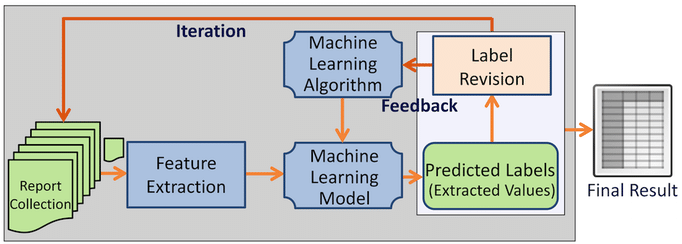 Iteration
Machine
Learning
Algorithm
Label
Revision
Feedback
Report
Collection
Feature
Extraction
Machine
Learning
Model
Predicted Labels
(Extracted Values)
Final Result